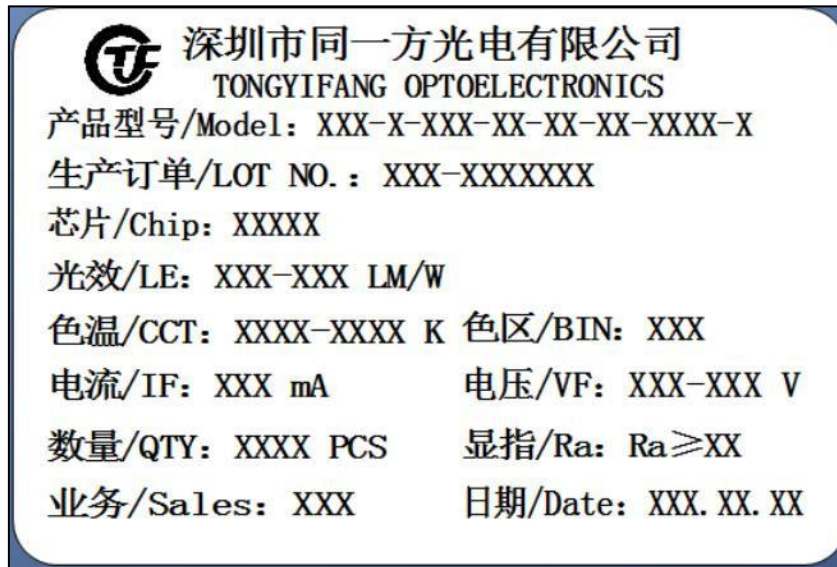 TYF
深圳市同一方光电有限公司
TONGYIFANG OPTOELECTRONICS
产品型号/Model：XXX-X-XXX-XX-XX-XX-XXXX-X
生产订单/LOT NO.：XXX-XXXXXXX
芯片/Chip：XXXXX
光效/LE：XXX-XXX LM/W
色温/CCT：XXXX-XXXX K 色区/BIN：XXX
电流/IF：XXX mA 电压/VF：XXX-XXX V
数量/QTY：XXXX PCS 显指/Ra：Ra≥XX
业务/Sales：XXX 日期/Date：XXX.XX.XX